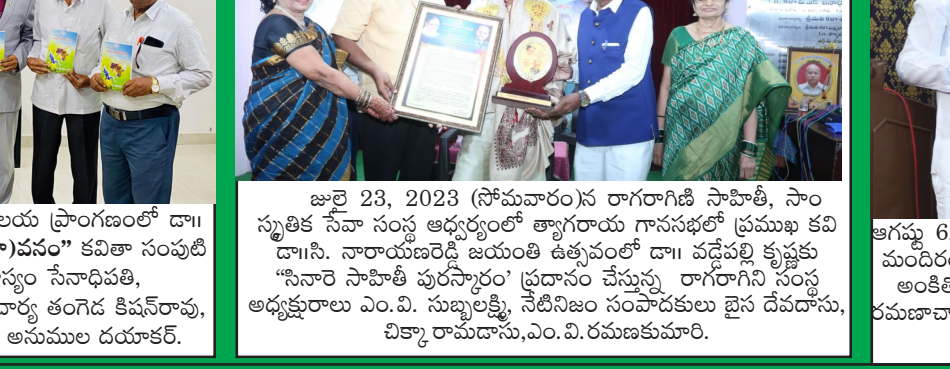 లయ ప్రాంగణంలో డా॥
ా)వనం” కవితా సంపుటి
స్యం సేనాధిపతి,
చార్య తంగెడ కిషన్‌రావు,
అనుముల దయాకర్.
జులై 23, 2023 (సోమవారం)న రాగరాగిణి సాహితీ, సాం
స్కృతిక సేవా సంస్థ ఆధ్వర్యంలో త్యాగరాయ గానసభలో ప్రముఖ కవి
డా॥సి. నారాయణరెడ్డి జయంతి ఉత్సవంలో డా॥ వడ్డేపల్లి కృష్ణకు
“సినారె సాహితీ పురస్కారం’ ప్రదానం చేస్తున్న రాగరాగిని సంస్థ
అధ్యక్షురాలు ఎం.వి. సుబ్బలక్ష్మి, నేటినిజం సంపాదకులు బైస దేవదాసు,
చిక్కా రామదాసు,ఎం.వి.రమణకుమారి.
ఆగష్టు 6
మందిర
అంకిత
రమణాచా